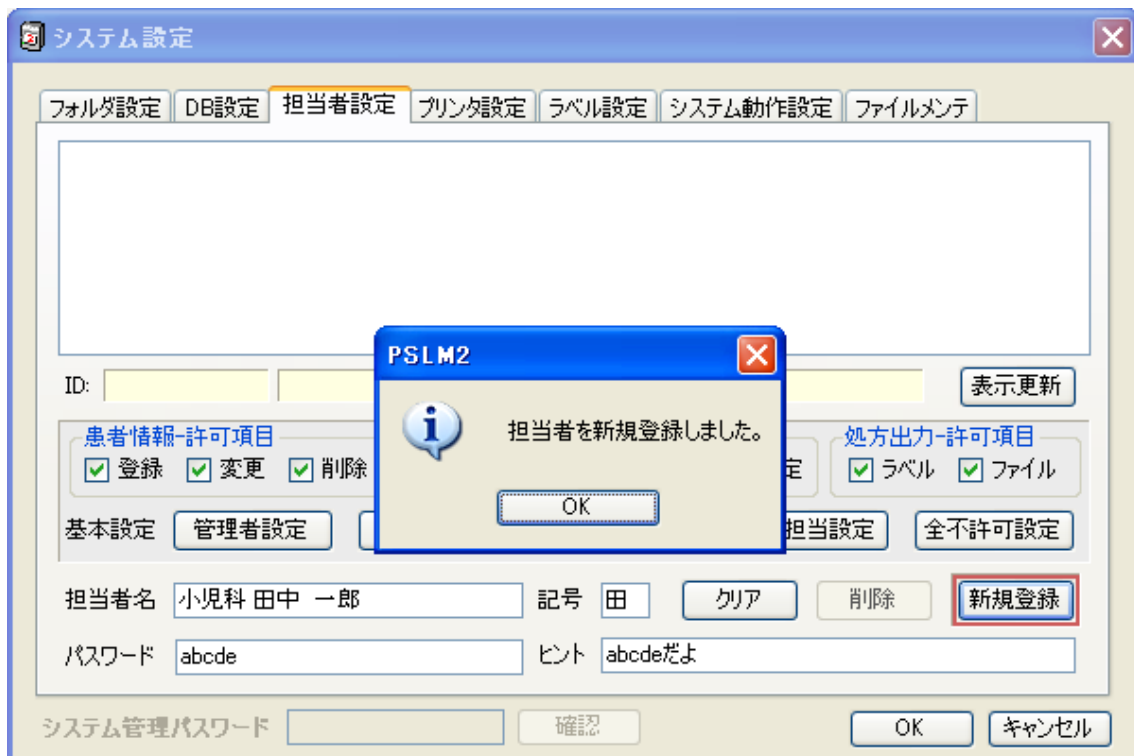 システム設定
フォルダ設定 DB設定 担当者設定 プリンタ設定 ラベル設定 システム動作設定 ファイルメンテ
PSLM2
ID: 表示更新
担当者を新規登録しました。
患者情報-許可項目 処方出力-許可項目
登録 変更 削除 定 ラベル ファイル
OK
基本設定 管理者設定 担当設定 全不許可設定
担当者名 小児科 田中 一郎 記号 田 クリア 削除 新規登録
パスワード abcde ヒント abcdeだよ
システム管理パスワード 確認 OK キャンセル